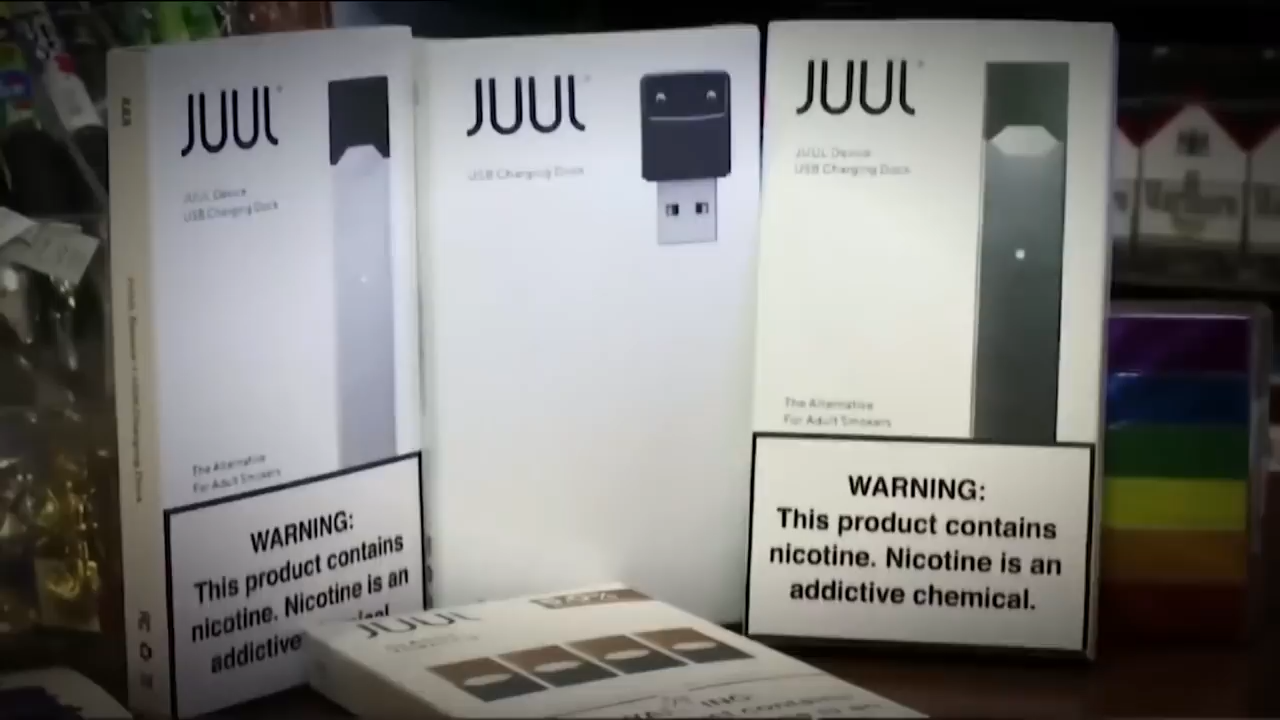 JUUL
JUUL Device
USB Charging Dock
The Alternative
For Adult Smokers
WARNING:
This product contains
nicotine. Nicotine is an
addictive
JUUL
USB Charging Dock
JUUL
JUUL Device
USB Charging Dock
The Alternative
For Adult Smokers
WARNING:
This product contains
nicotine. Nicotine is an
addictive chemical.
JUUL